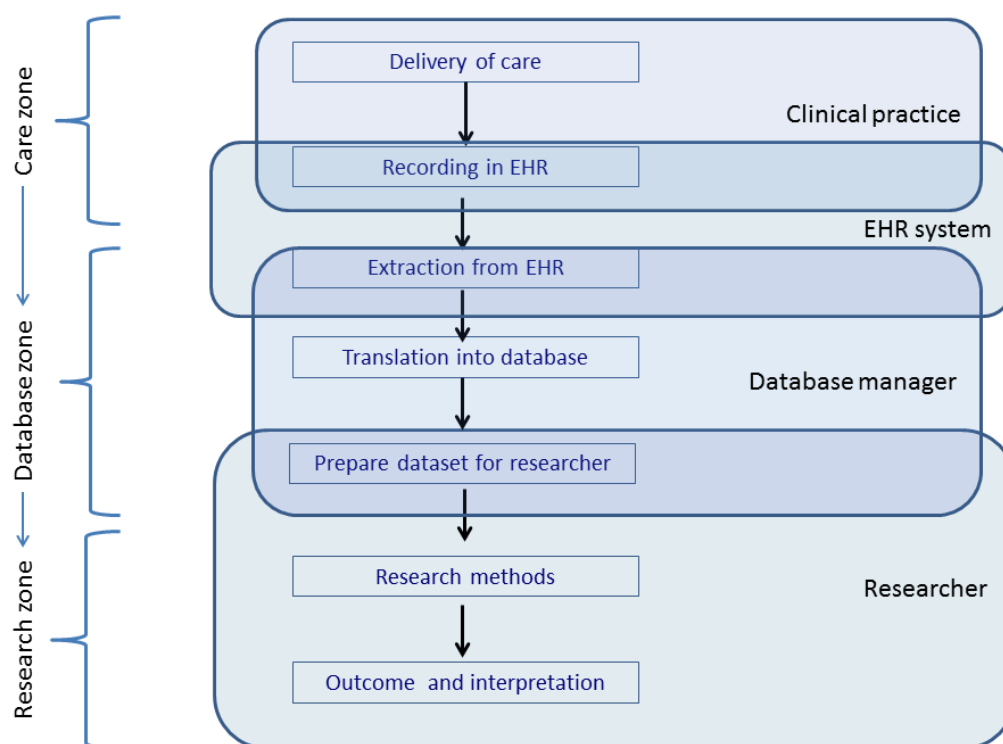 Care zone
Database zone
Research zone
Delivery of care
Clinical practice
Recording in EHR
EHR system
Extraction from EHR
Translation into database
Database manager
Prepare dataset for researcher
Research methods
Researcher
Outcome and interpretation